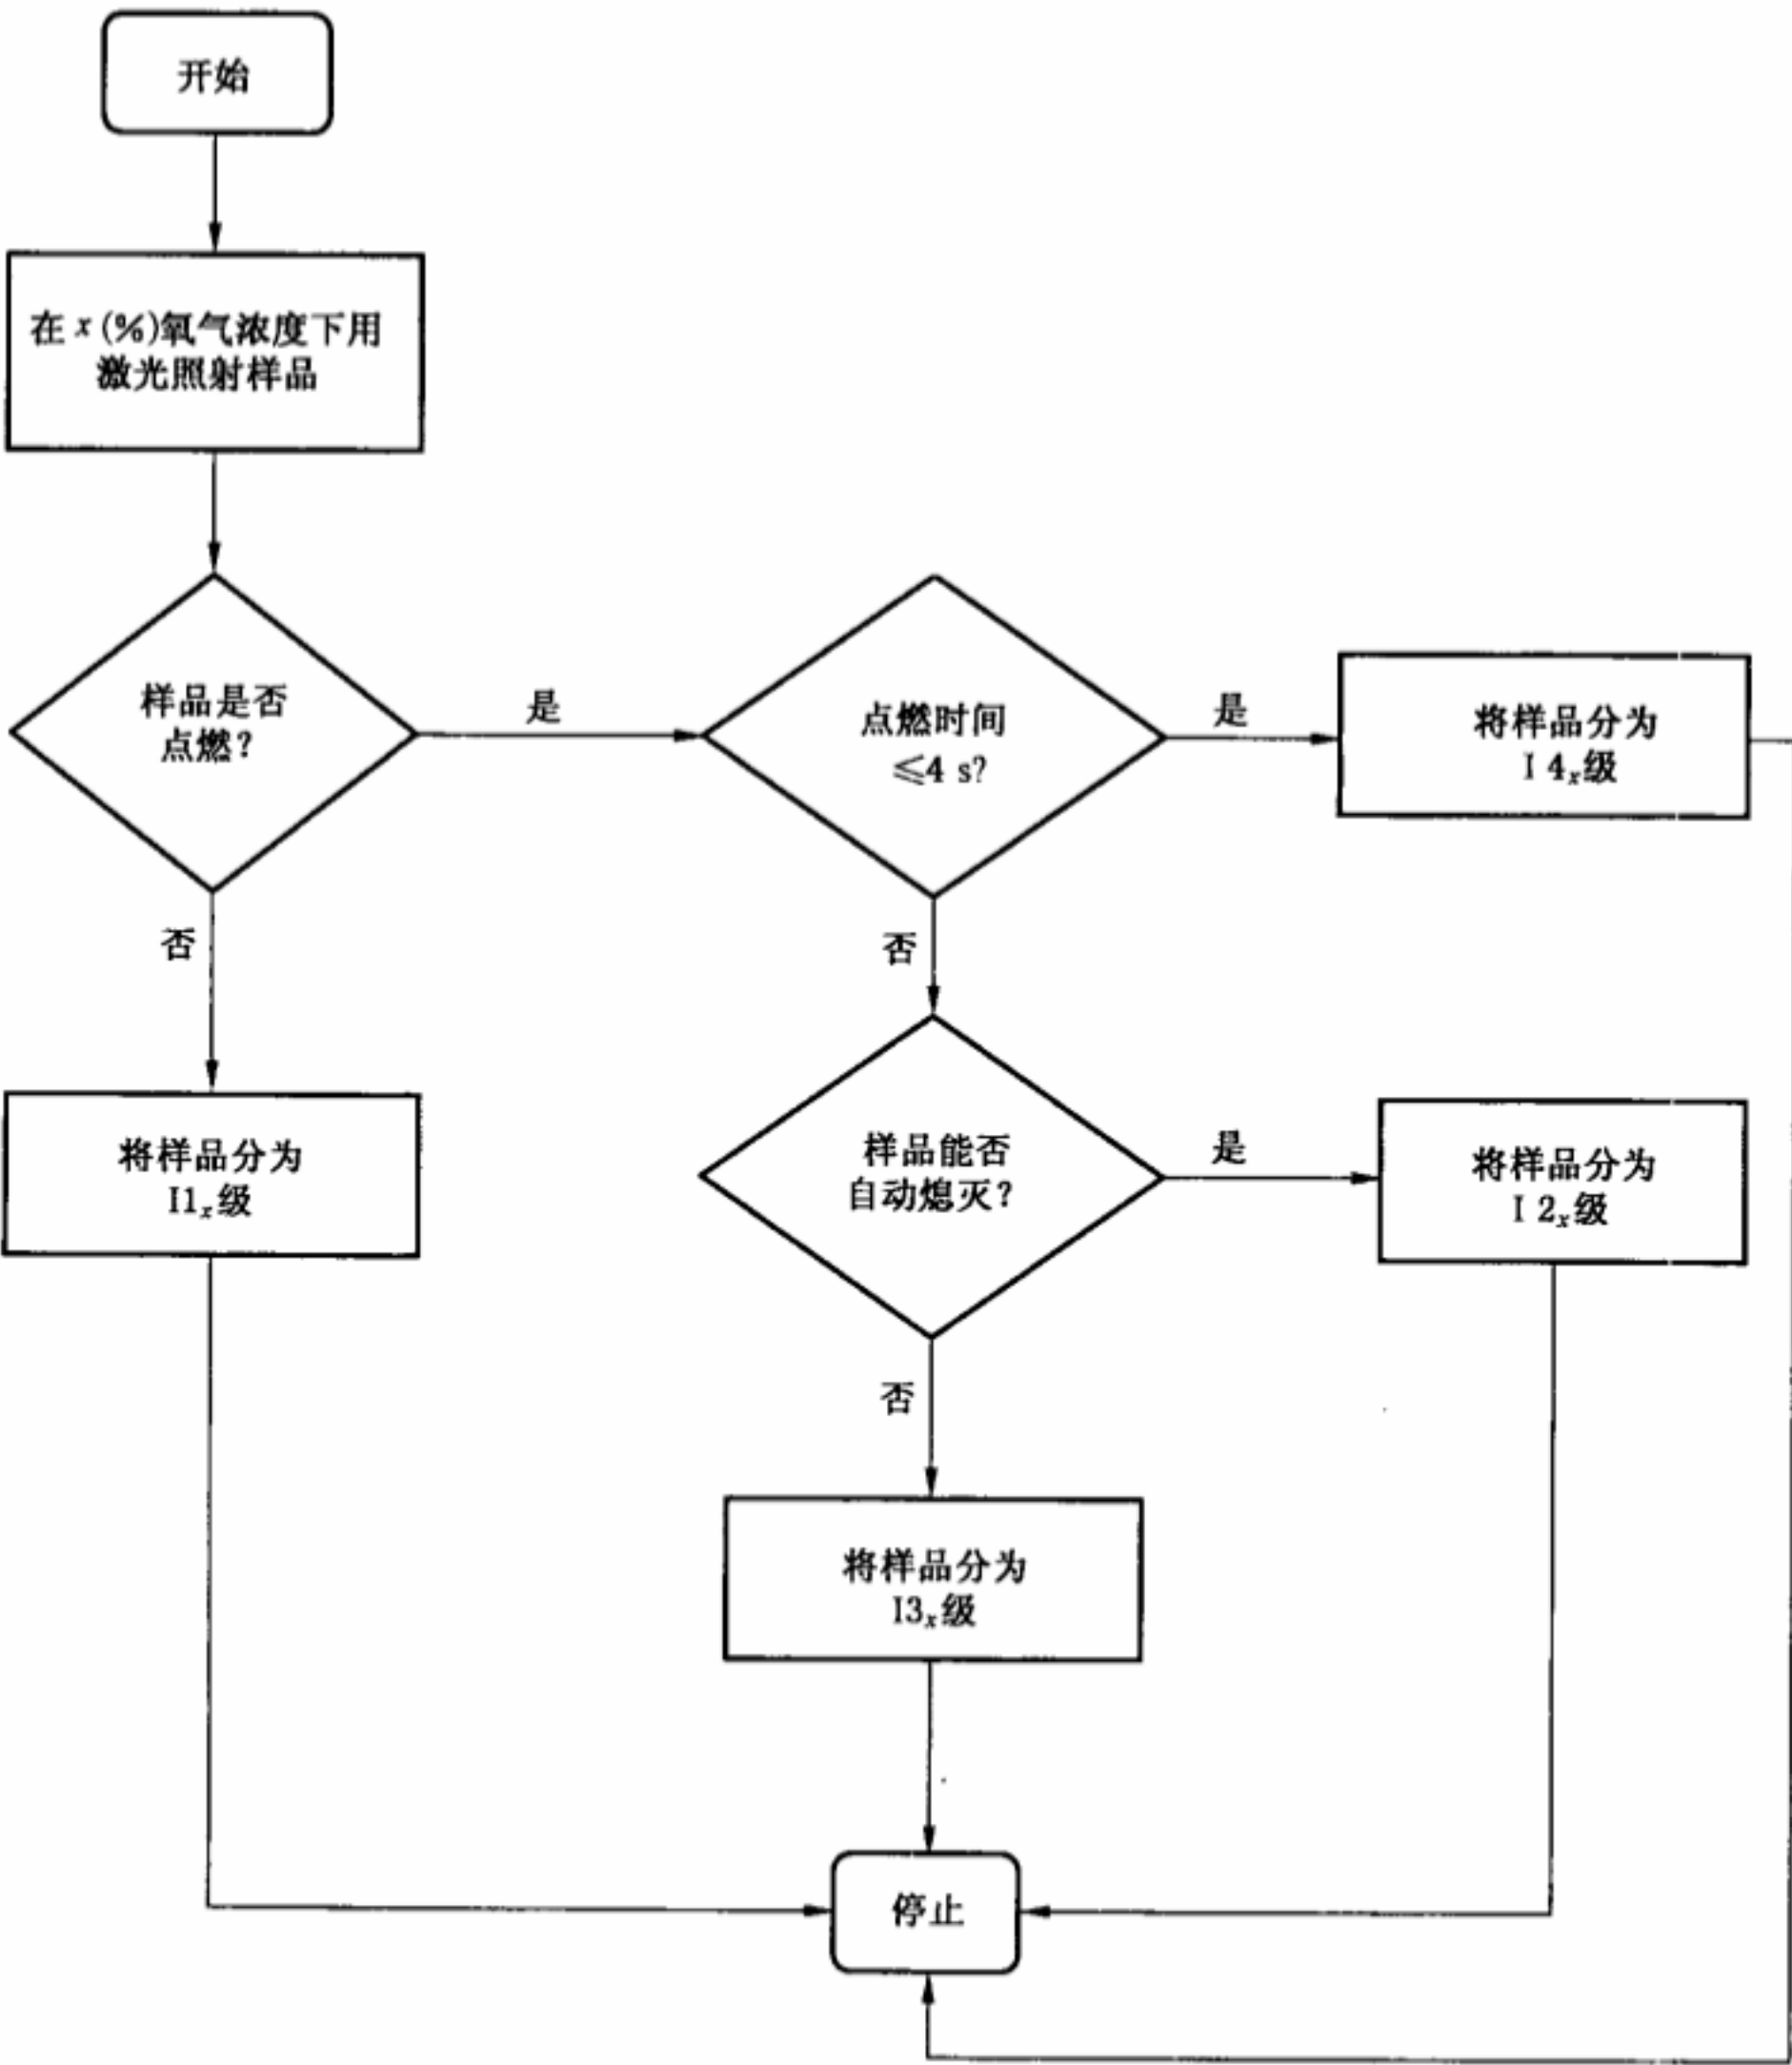 开始
在x(%)氧气浓度下用
激光照射样品
样品是否
点燃?
是
点燃时间
≤4 s?
是
将样品分为
I 4ₓ级
否
否
将样品分为
I1ₓ级
样品能否
自动熄灭?
是
将样品分为
I 2ₓ级
否
将样品分为
I3ₓ级
停止